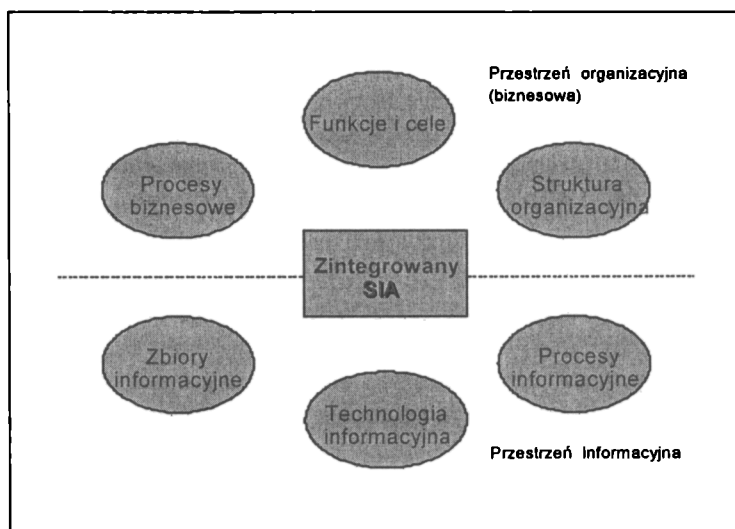 Przestrzeń organizacyjna
(biznesowa)
Funkcje i cele
Procesy
biznesowe
Struktura
organizacyjna
Zintegrowany
SIA
Zbiory
informacyjne
Procesy
informacyjne
Technologia
informacyjna
Przestrzeń Informacyjna